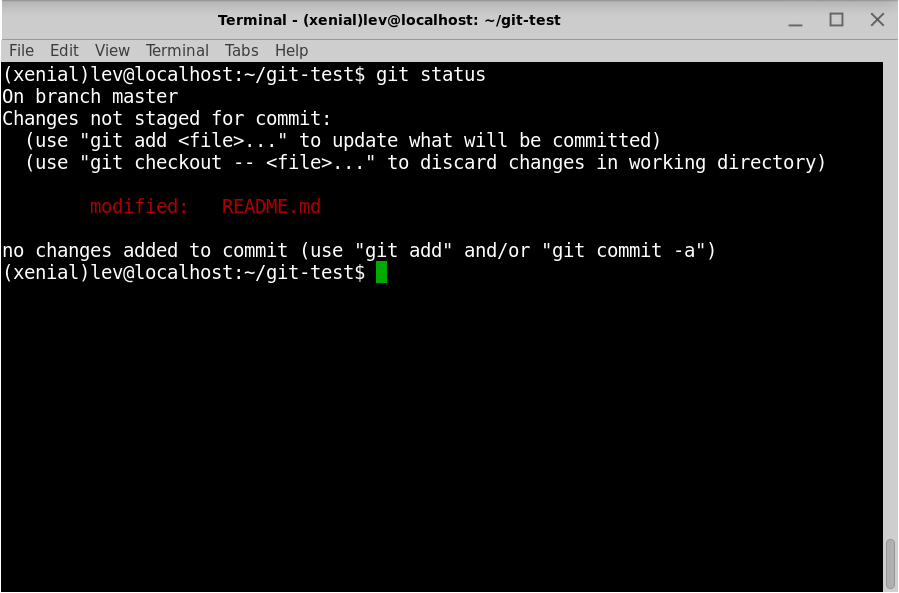 Terminal - (xenial)lev@localhost: ~/git-test
File Edit View Terminal Tabs Help
(xenial)lev@localhost:~/git-test$ git status
On branch master
Changes not staged for commit:
  (use "git add <file>..." to update what will be committed)
  (use "git checkout -- <file>..." to discard changes in working directory)
        modified:   README.md
no changes added to commit (use "git add" and/or "git commit -a")
(xenial)lev@localhost:~/git-test$